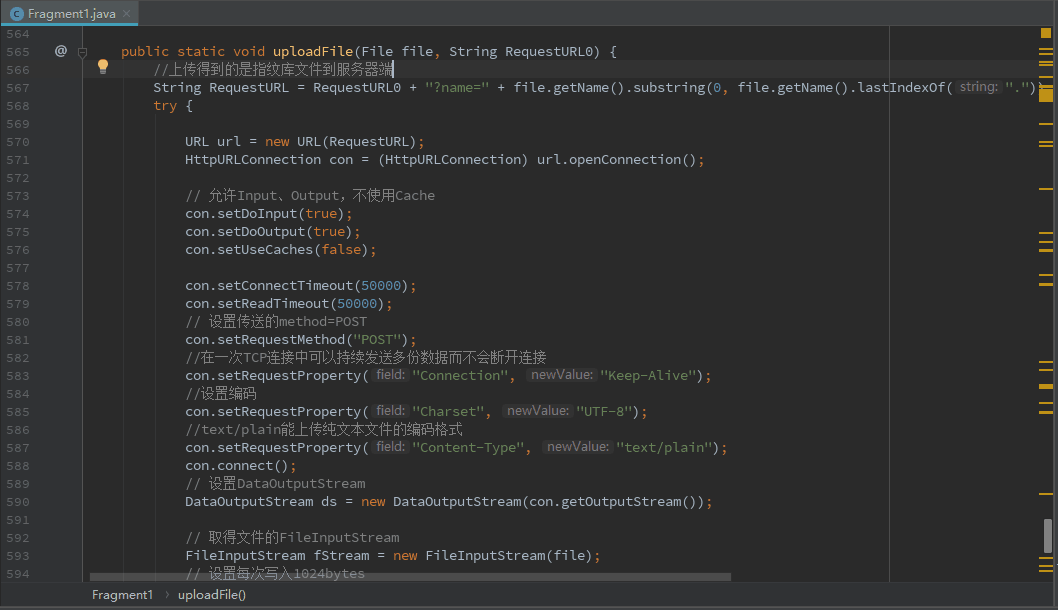 Fragment1.java
564
565 @ public static void uploadFile(File file, String RequestURL0) {
566 //上传得到的是指纹库文件到服务器端
567 String RequestURL = RequestURL0 + "?name=" + file.getName().substring(0, file.getName().lastIndexOf( string: "."))
568 try {
569
570 URL url = new URL(RequestURL);
571 HttpURLConnection con = (HttpURLConnection) url.openConnection();
572
573 // 允许Input、Output，不使用Cache
574 con.setDoInput(true);
575 con.setDoOutput(true);
576 con.setUseCaches(false);
577
578 con.setConnectTimeout(50000);
579 con.setReadTimeout(50000);
580 // 设置传送的method=POST
581 con.setRequestMethod("POST");
582 //在一次TCP连接中可以持续发送多份数据而不会断开连接
583 con.setRequestProperty( field: "Connection", newValue: "Keep-Alive");
584 //设置编码
585 con.setRequestProperty( field: "Charset", newValue: "UTF-8");
586 //text/plain能上传纯文本文件的编码格式
587 con.setRequestProperty( field: "Content-Type", newValue: "text/plain");
588 con.connect();
589 // 设置DataOutputStream
590 DataOutputStream ds = new DataOutputStream(con.getOutputStream());
591
592 // 取得文件的FileInputStream
593 FileInputStream fStream = new FileInputStream(file);
594 // 设置每次写入1024bytes
Fragment1 › uploadFile()